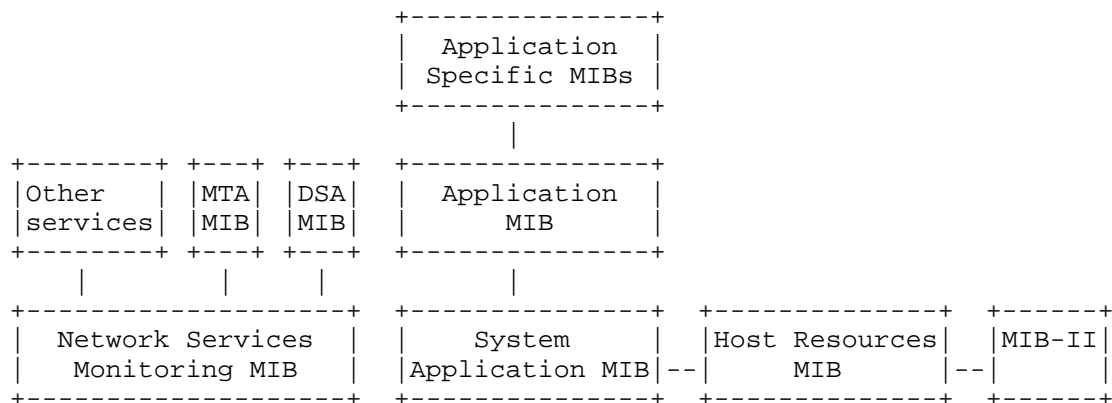 Application
Specific MIBs
Other services
MTA MIB
DSA MIB
Application
MIB
Network Services
Monitoring MIB
System
Application MIB
Host Resources
MIB
MIB-II